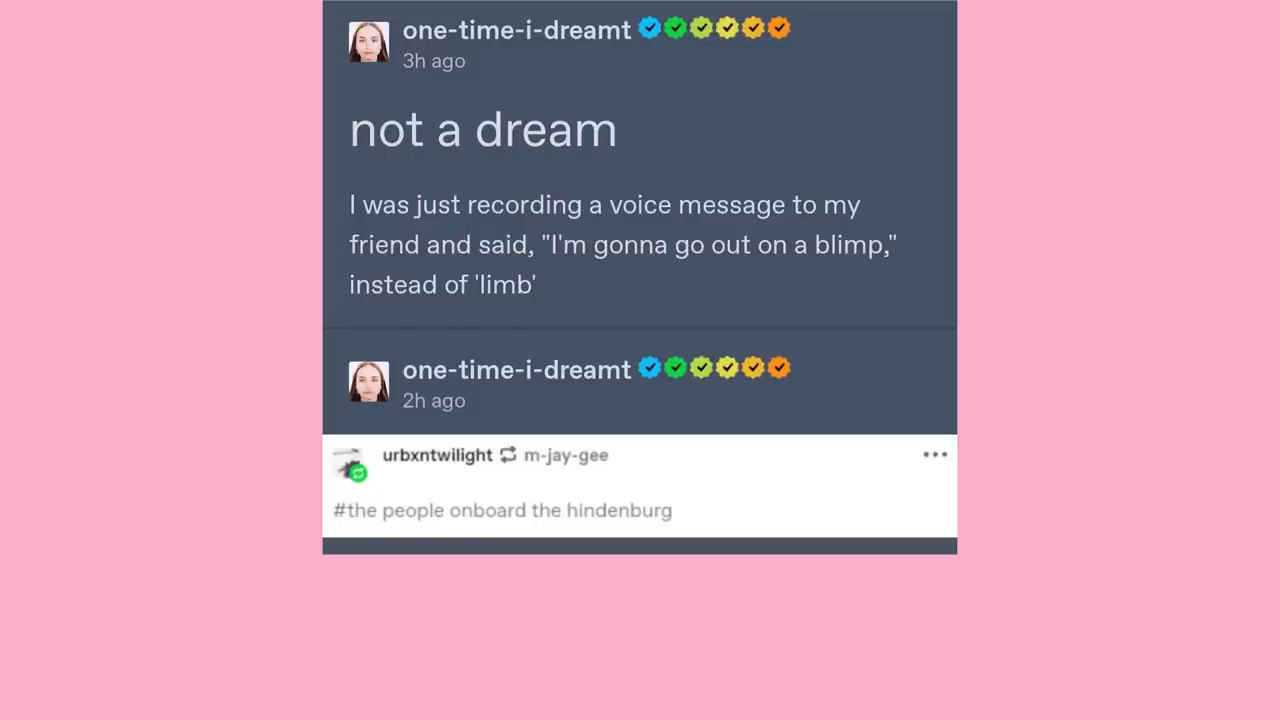 one-time-i-dreamt
3h ago
not a dream
I was just recording a voice message to my
friend and said, "I'm gonna go out on a blimp,"
instead of 'limb'
one-time-i-dreamt
2h ago
urbxntwilight m-jay-gee
#the people onboard the hindenburg